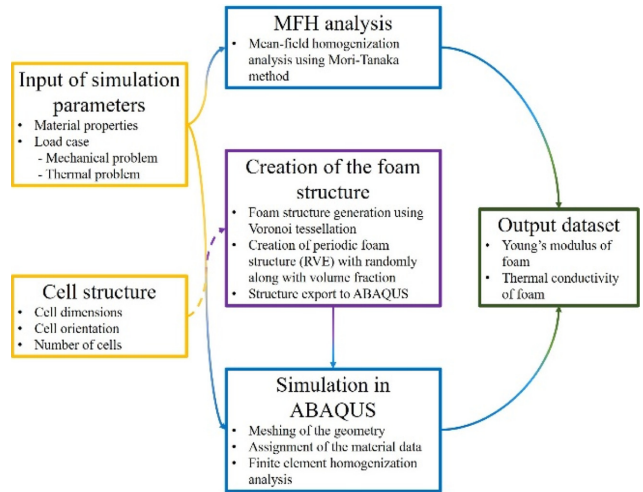 MFH analysis
• Mean-field homogenization
analysis using Mori-Tanaka
method
Input of simulation
parameters
• Material properties
• Load case
- Mechanical problem
- Thermal problem
Creation of the foam
structure
• Foam structure generation using
Voronoi tessellation
• Creation of periodic foam
structure (RVE) with randomly
along with volume fraction
• Structure export to ABAQUS
Output dataset
• Young's modulus of
foam
• Thermal conductivity
of foam
Cell structure
• Cell dimensions
• Cell orientation
• Number of cells
Simulation in
ABAQUS
• Meshing of the geometry
• Assignment of the material data
• Finite element homogenization
analysis